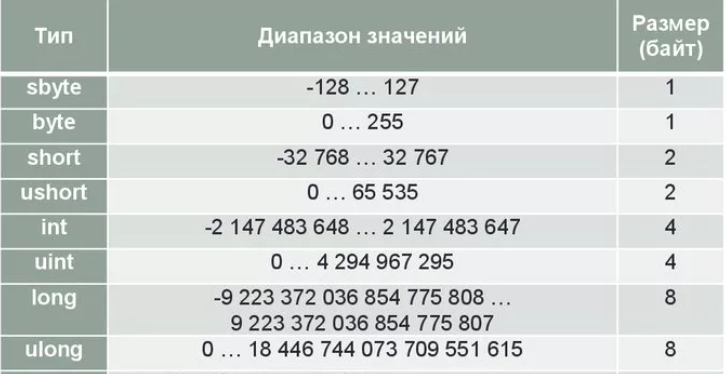 Тип Диапазон значений Размер
(байт)
sbyte -128 … 127 1
byte 0 … 255 1
short -32 768 … 32 767 2
ushort 0 … 65 535 2
int -2 147 483 648 … 2 147 483 647 4
uint 0 … 4 294 967 295 4
long -9 223 372 036 854 775 808 … 8
9 223 372 036 854 775 807
ulong 0 … 18 446 744 073 709 551 615 8